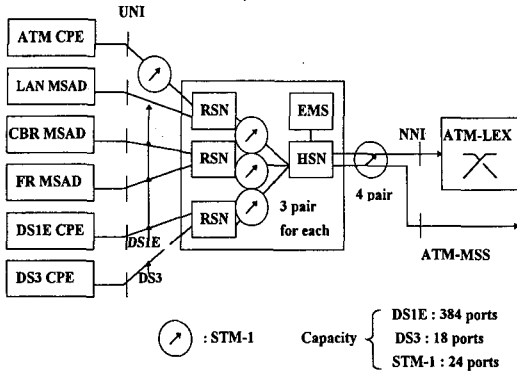 UNI
ATM CPE
LAN MSAD
CBR MSAD
FR MSAD
DS1E CPE
DS3 CPE
DS1E
DS3
RSN
RSN
RSN
EMS
HSN
3 pair
for each
4 pair
NNI
ATM-LEX
ATM-MSS
: STM-1
Capacity
DS1E : 384 ports
DS3 : 18 ports
STM-1 : 24 ports